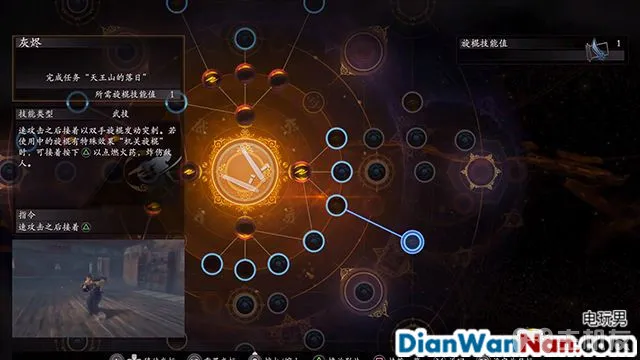 灰烬
完成任务“天王山的落日”
所需旋棍技能值 1
技能类型 武技
速攻击之后接着以双手旋棍发动突刺。若
使用中的旋棍有特殊效果“机关旋棍”
时，可接着按下△以点燃火药，炸伤敌
人。
指令
速攻击之后接着△
旋棍技能值
1
电玩男
DianWanNan.com